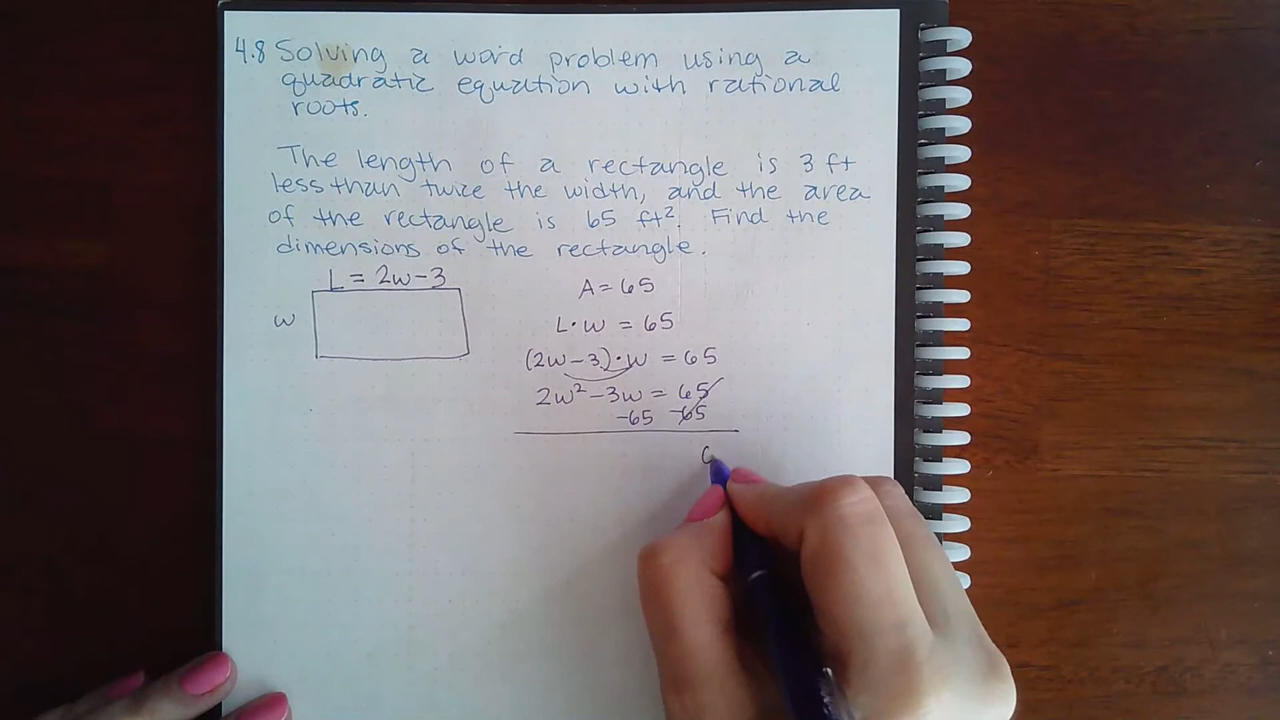 4.8 Solving a word problem using a
quadratic equation with rational
roots.
The length of a rectangle is 3 ft
less than twice the width, and the area
of the rectangle is 65 ft². Find the
dimensions of the rectangle.
L = 2w-3
w
A = 65
L·w = 65
(2w-3)·w = 65
2w²-3w = 65
-65 -65
0